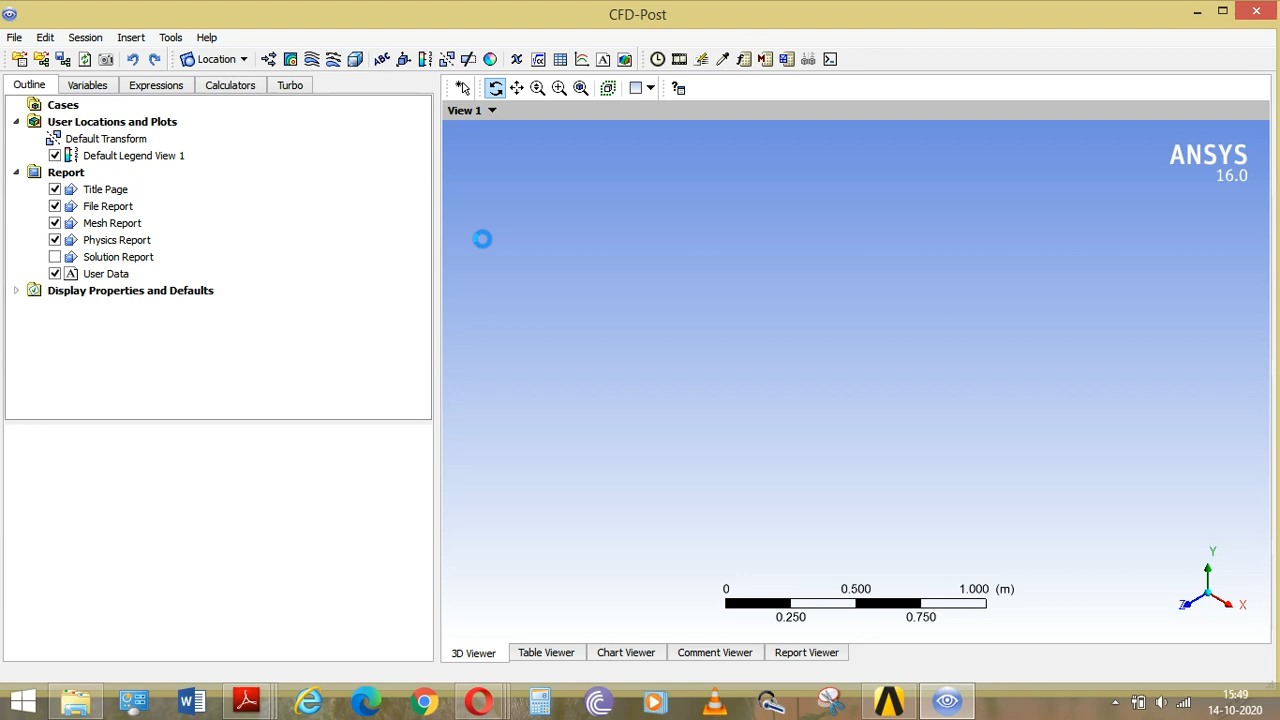 CFD-Post
File Edit Session Insert Tools Help
Location
Outline Variables Expressions Calculators Turbo
Cases
User Locations and Plots
Default Transform
Default Legend View 1
Report
Title Page
File Report
Mesh Report
Physics Report
Solution Report
A User Data
Display Properties and Defaults
View 1
ANSYS
16.0
0 0.500 1.000 (m)
0.250 0.750
Y
Z X
3D Viewer Table Viewer Chart Viewer Comment Viewer Report Viewer
15:49
14-10-2020